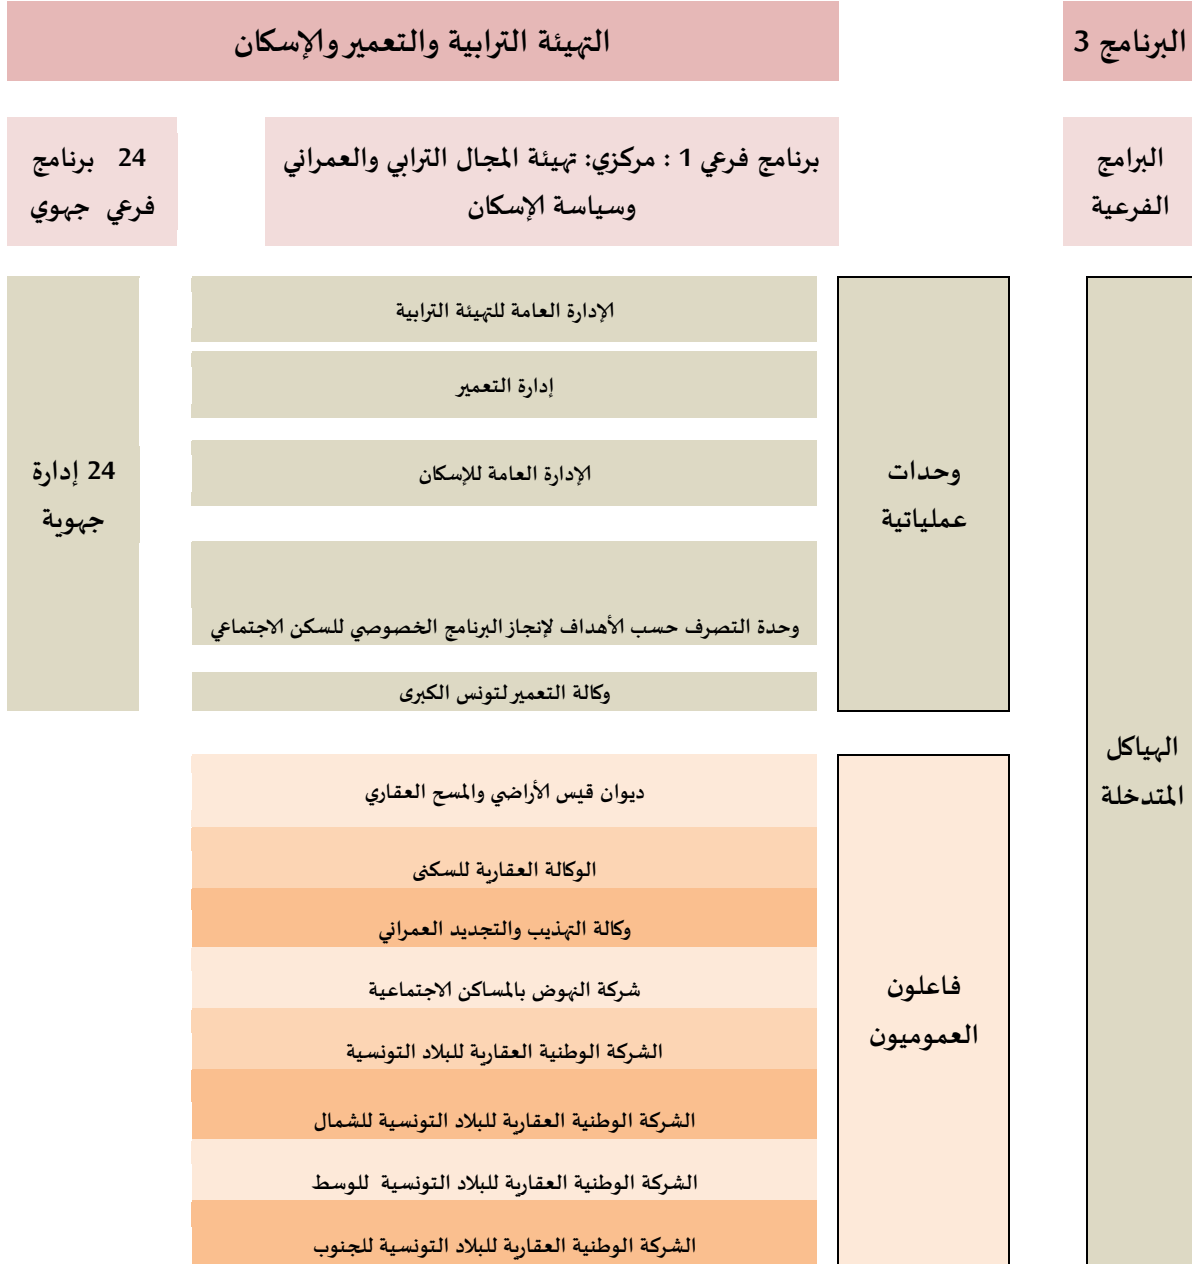 البرنامج 3
التهيئة الترابية والتعمير والإسكان
البرامج
الفرعية
برنامج فرعي 1 : مركزي: تهيئة المجال الترابي والعمراني
وسياسة الإسكان
24 برنامج
فرعي جهوي
الهياكل
المتدخلة
وحدات
عملياتية
الإدارة العامة للتهيئة الترابية
إدارة التعمير
الإدارة العامة للإسكان
وحدة التصرف حسب الأهداف لإنجاز البرنامج الخصوصي للسكن الاجتماعي
وكالة التعمير لتونس الكبرى
24 إدارة
جهوية
فاعلون
العموميون
ديوان قيس الأراضي والمسح العقاري
الوكالة العقارية للسكنى
وكالة التهذيب والتجديد العمراني
شركة النهوض بالمساكن الاجتماعية
الشركة الوطنية العقارية للبلاد التونسية
الشركة الوطنية العقارية للبلاد التونسية للشمال
الشركة الوطنية العقارية للبلاد التونسية للوسط
الشركة الوطنية العقارية للبلاد التونسية للجنوب